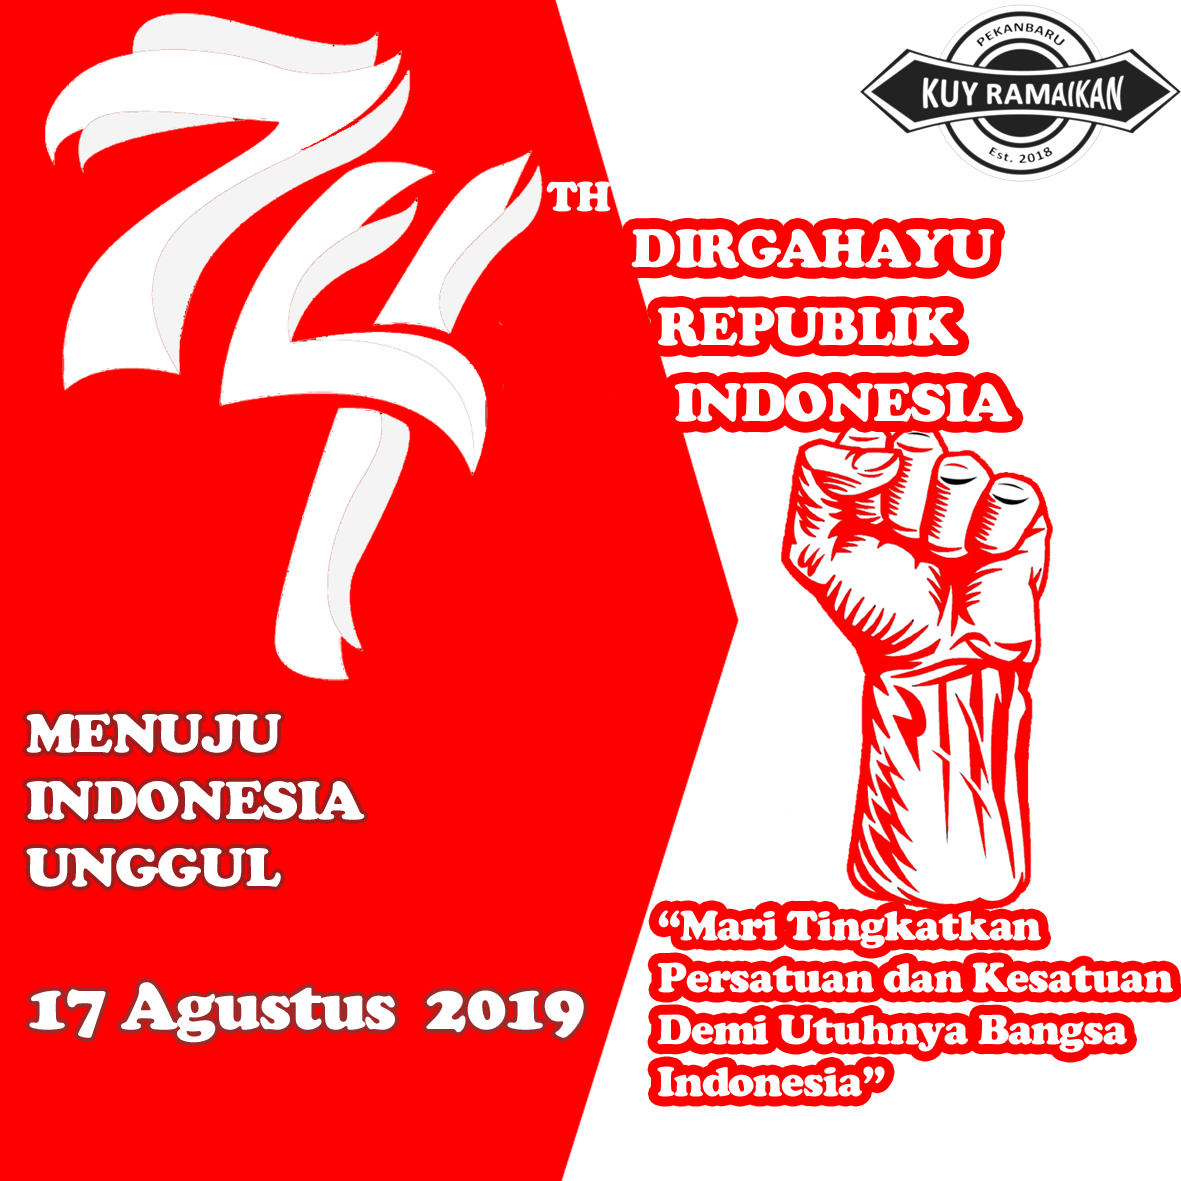 PEKANBARU
KUY RAMAIKAN
Est. 2018
74
TH
DIRGAHAYU
REPUBLIK
INDONESIA
MENUJU
INDONESIA
UNGGUL
17 Agustus 2019
“Mari Tingkatkan
Persatuan dan Kesatuan
Demi Utuhnya Bangsa
Indonesia”